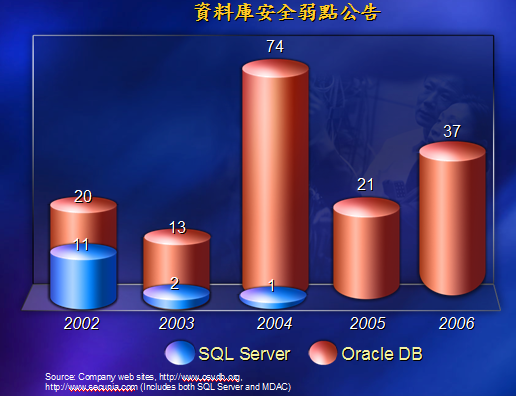 資料庫安全弱點公告
74
37
20
21
13
11
2
1
2002 2003 2004 2005 2006
SQL Server Oracle DB
Source: Company web sites, http://www.osvdb.org,
http://www.secunia.com (Includes both SQL Server and MDAC)